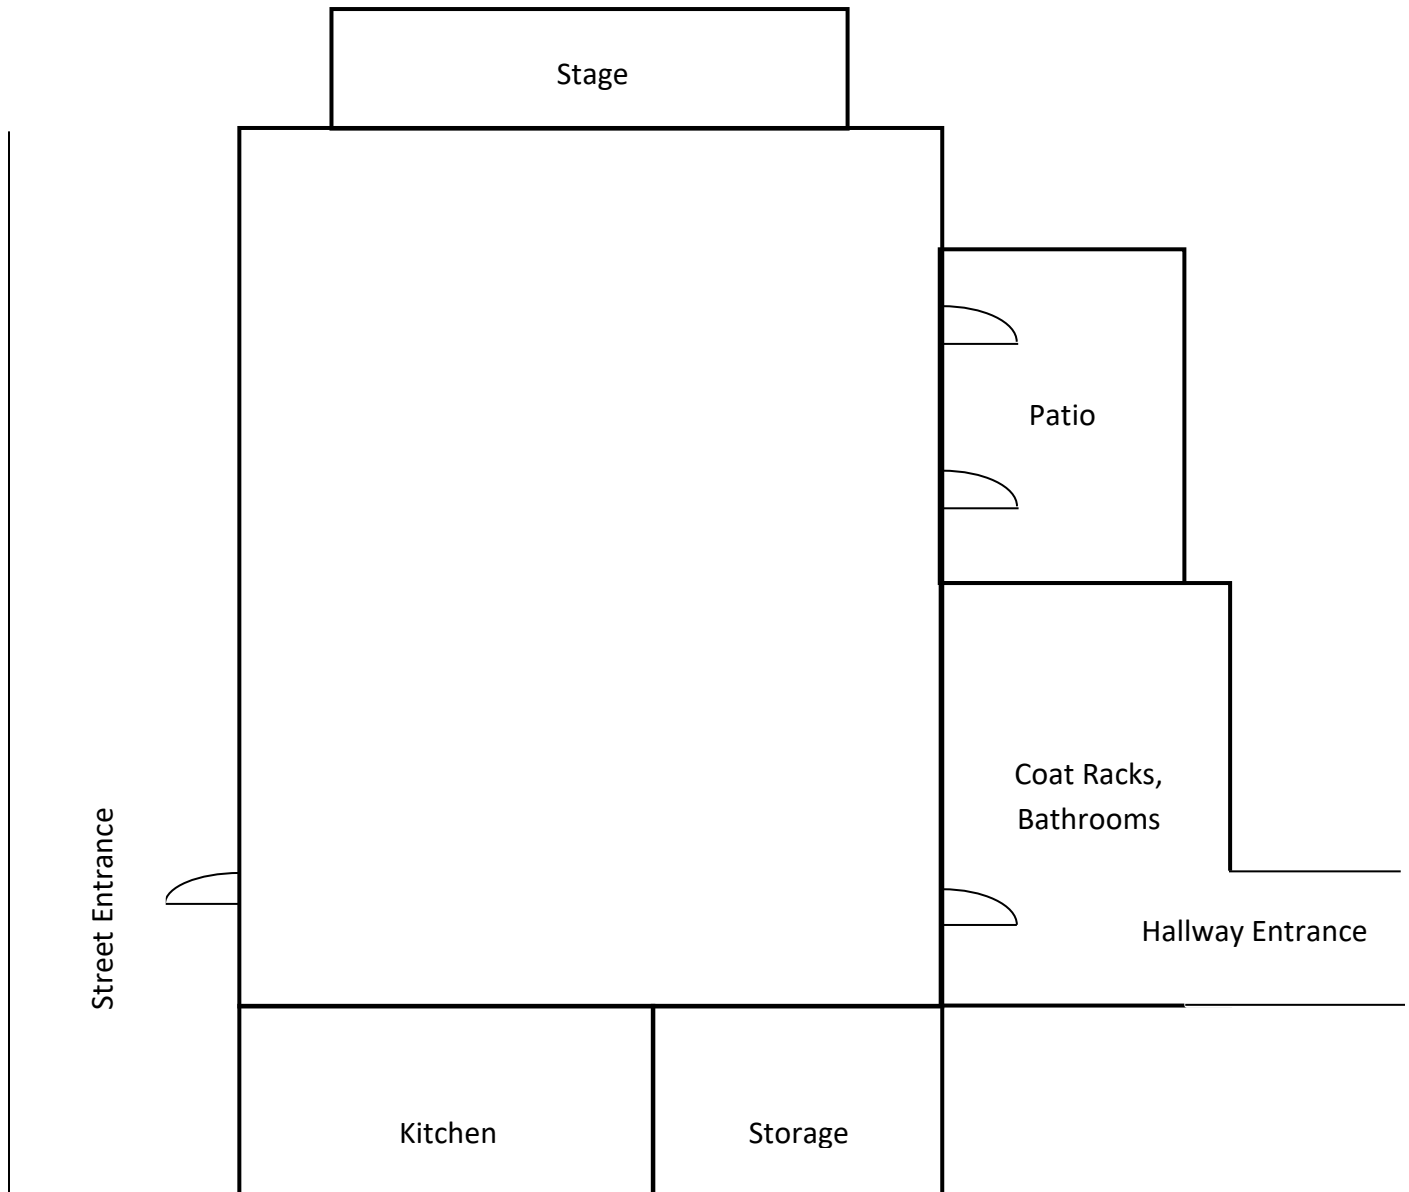 Stage
Patio
Coat Racks,
Bathrooms
Street Entrance
Hallway Entrance
Kitchen
Storage